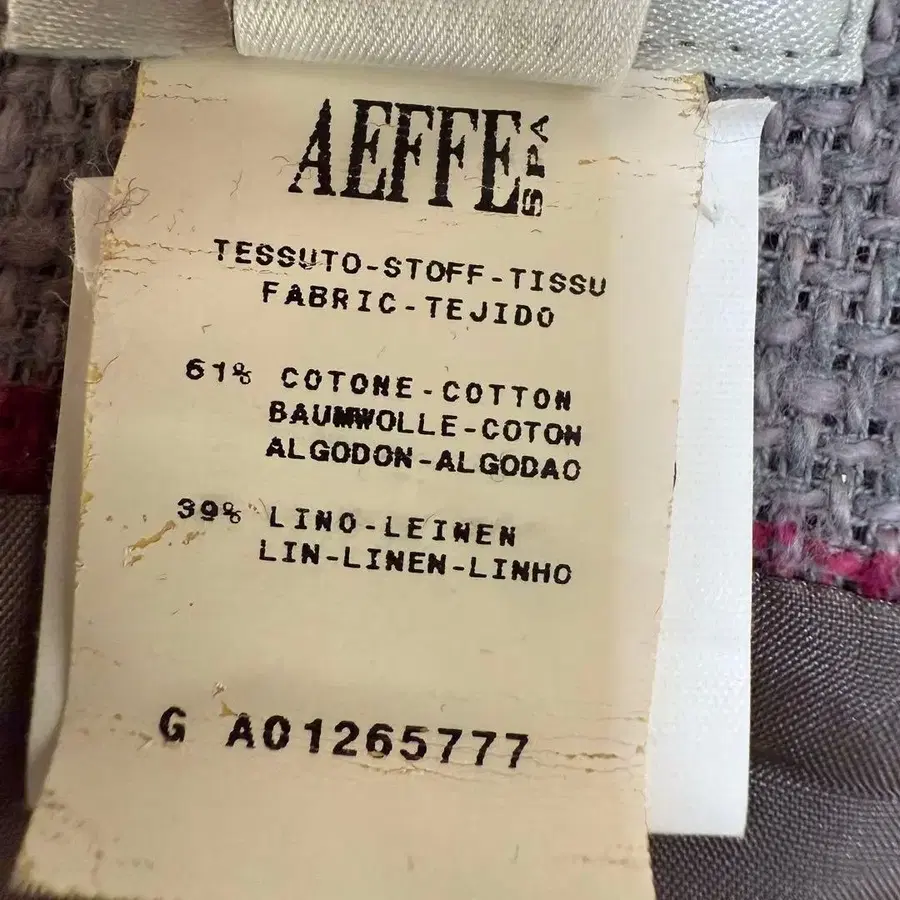 AEFFE SPA
TESSUTO-STOFF-TISSU
FABRIC-TEJIDO
61% COTONE-COTTON
BAUMWOLLE-COTON
ALGODON-ALGODAO
39% LINO-LEINEN
LIN-LINEN-LINHO
G A01265777